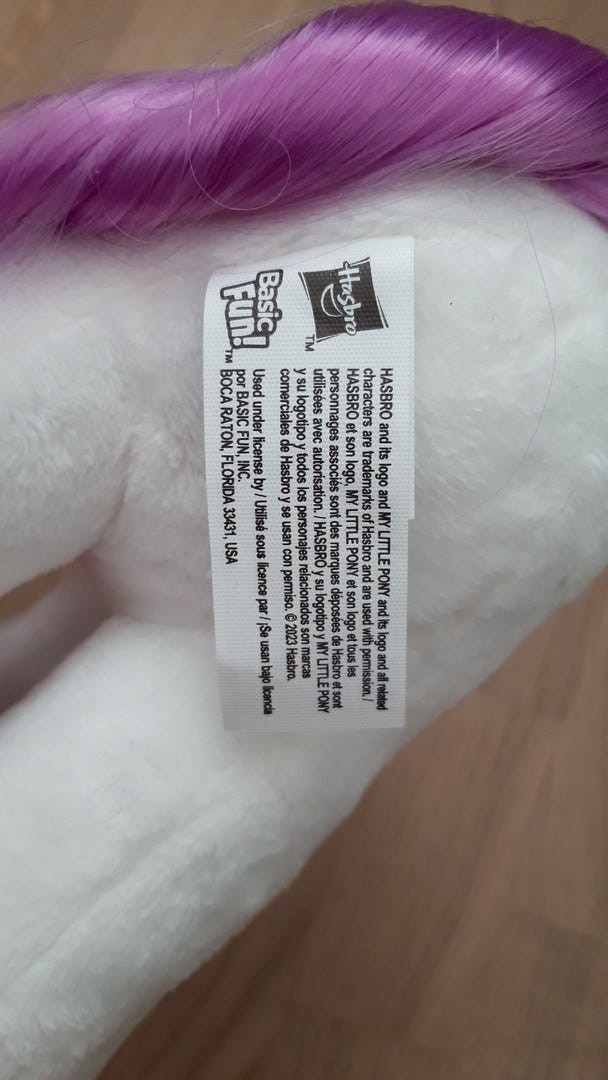 Hasbro
TM
HASBRO and its logo and MY LITTLE PONY and its logo and all related
characters are trademarks of Hasbro and are used with permission. /
HASBRO et son logo, MY LITTLE PONY et son logo et tous les
personnages associés sont des marques déposées de Hasbro et sont
utilisées avec autorisation. / HASBRO y su logotipo y MY LITTLE PONY
y su logotipo y todos los personajes relacionados son marcas
comerciales de Hasbro y se usan con permiso. © 2023 Hasbro.
Basic
Fun!
TM
Used under license by / Utilisé sous licence par / ¡Se usan bajo licencia
por BASIC FUN, INC.
BOCA RATON, FLORIDA 33431, USA